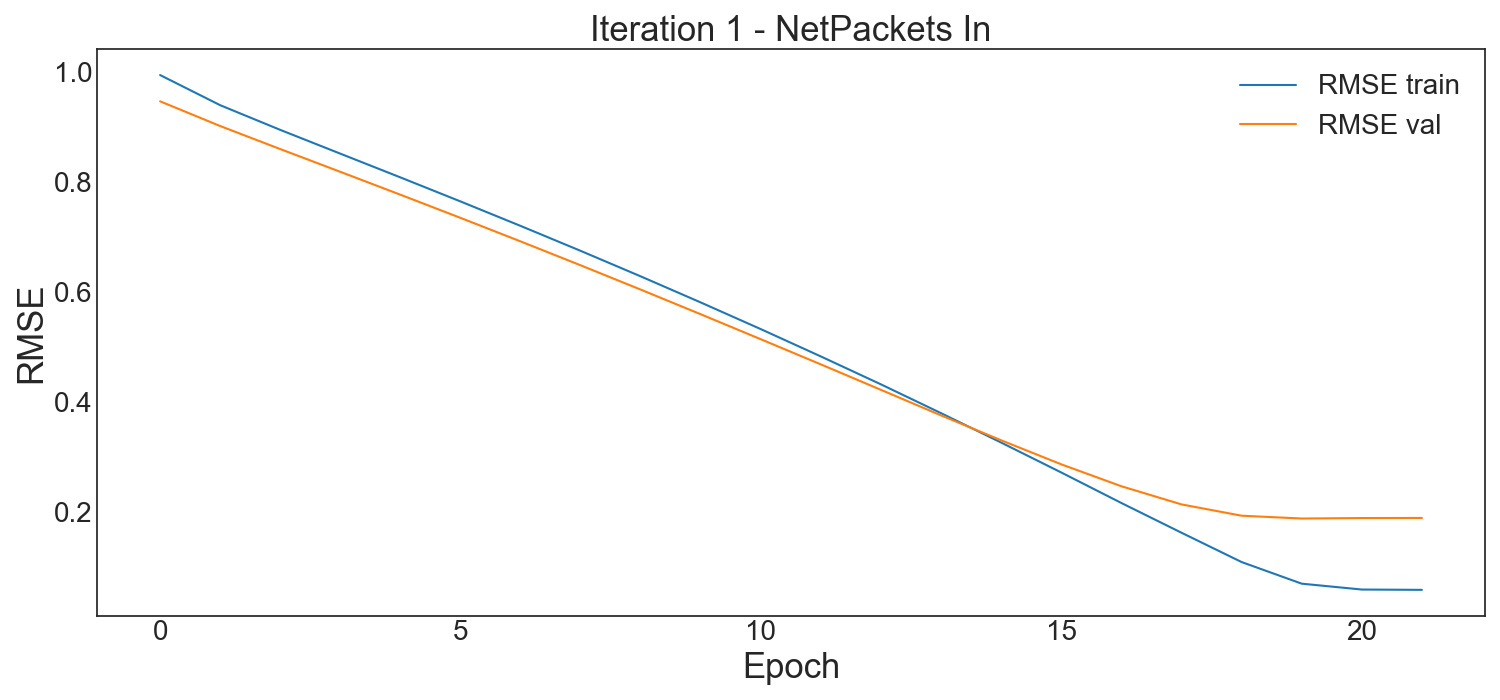 Iteration 1 - NetPackets In
RMSE train
RMSE val
RMSE
1.0
0.8
0.6
0.4
0.2
0 5 10 15 20
Epoch